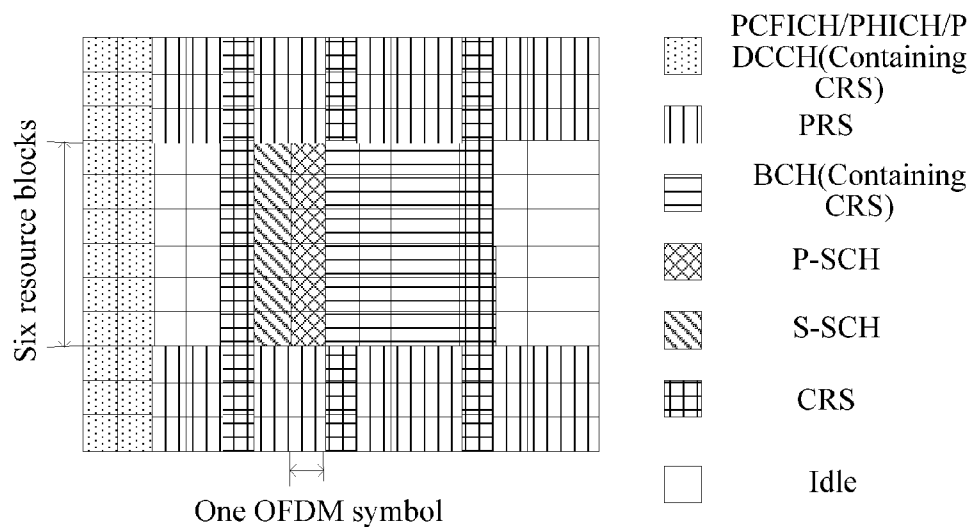 PCFICH/PHICH/P
DCCH(Containing
CRS)
PRS
BCH(Containing
CRS)
P-SCH
S-SCH
CRS
Idle
Six resource blocks
One OFDM symbol